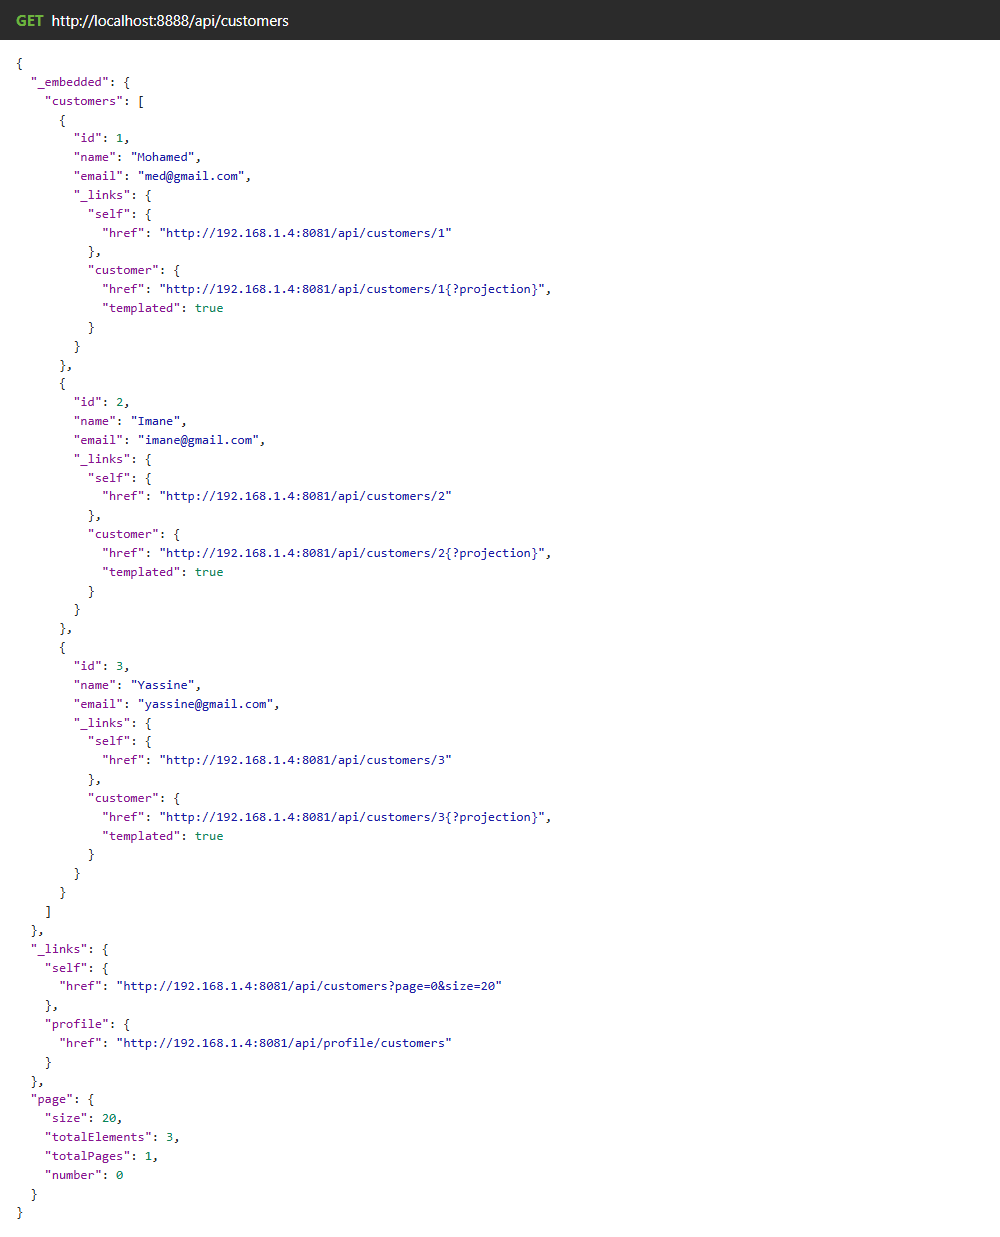 GET http://localhost:8888/api/customers
{
  "_embedded": {
    "customers": [
      {
        "id": 1,
        "name": "Mohamed",
        "email": "med@gmail.com",
        "_links": {
          "self": {
            "href": "http://192.168.1.4:8081/api/customers/1"
          },
          "customer": {
            "href": "http://192.168.1.4:8081/api/customers/1{?projection}",
            "templated": true
          }
        }
      },
      {
        "id": 2,
        "name": "Imane",
        "email": "imane@gmail.com",
        "_links": {
          "self": {
            "href": "http://192.168.1.4:8081/api/customers/2"
          },
          "customer": {
            "href": "http://192.168.1.4:8081/api/customers/2{?projection}",
            "templated": true
          }
        }
      },
      {
        "id": 3,
        "name": "Yassine",
        "email": "yassine@gmail.com",
        "_links": {
          "self": {
            "href": "http://192.168.1.4:8081/api/customers/3"
          },
          "customer": {
            "href": "http://192.168.1.4:8081/api/customers/3{?projection}",
            "templated": true
          }
        }
      }
    ]
  },
  "_links": {
    "self": {
      "href": "http://192.168.1.4:8081/api/customers?page=0&size=20"
    },
    "profile": {
      "href": "http://192.168.1.4:8081/api/profile/customers"
    }
  },
  "page": {
    "size": 20,
    "totalElements": 3,
    "totalPages": 1,
    "number": 0
  }
}